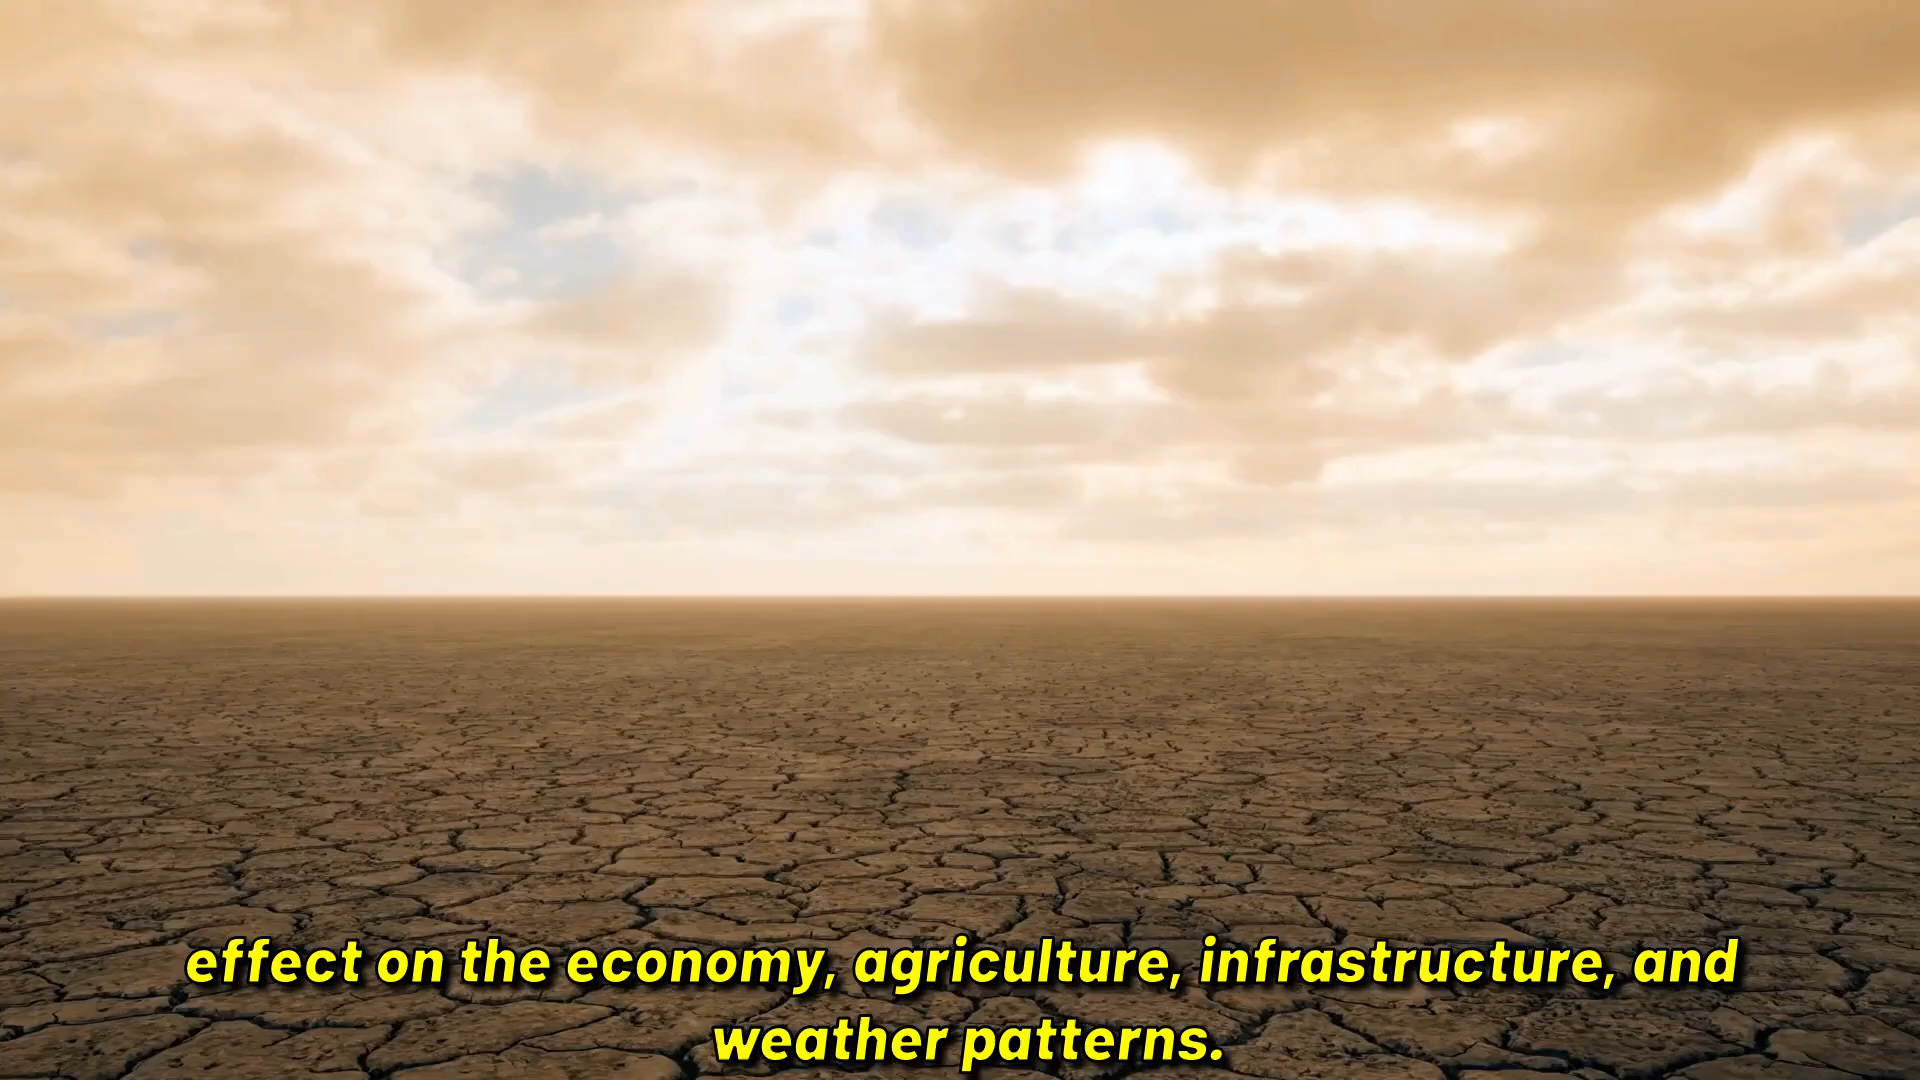 effect on the economy, agriculture, infrastructure, and
weather patterns.